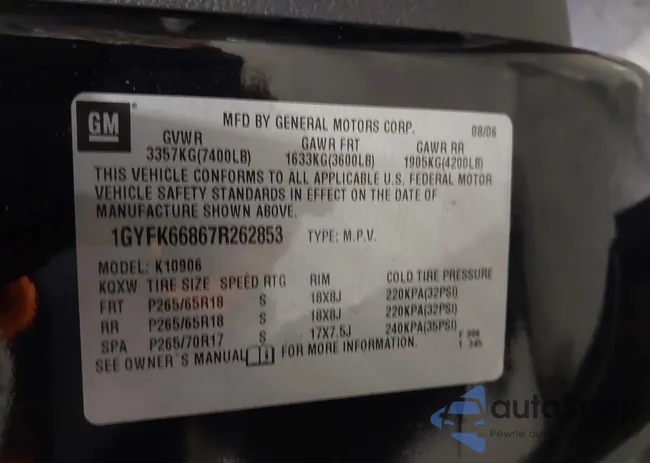 GM
MFD BY GENERAL MOTORS CORP. 08/06
GVWR GAWR FRT GAWR RR
3357KG(7400LB) 1633KG(3600LB) 1905KG(4200LB)
THIS VEHICLE CONFORMS TO ALL APPLICABLE U.S. FEDERAL MOTOR
VEHICLE SAFETY STANDARDS IN EFFECT ON THE DATE OF
MANUFACTURE SHOWN ABOVE.
1GYFK66867R262853 TYPE: M.P.V.
MODEL: K10906
KQXW TIRE SIZE SPEED RTG RIM COLD TIRE PRESSURE
FRT P265/65R18 S 18X8J 220KPA(32PSI)
RR P265/65R18 S 18X8J 220KPA(32PSI)
SPA P265/70R17 S 17X7.5J 240KPA(35PSI)
SEE OWNER'S MANUAL FOR MORE INFORMATION.
T 345
Pewne auto